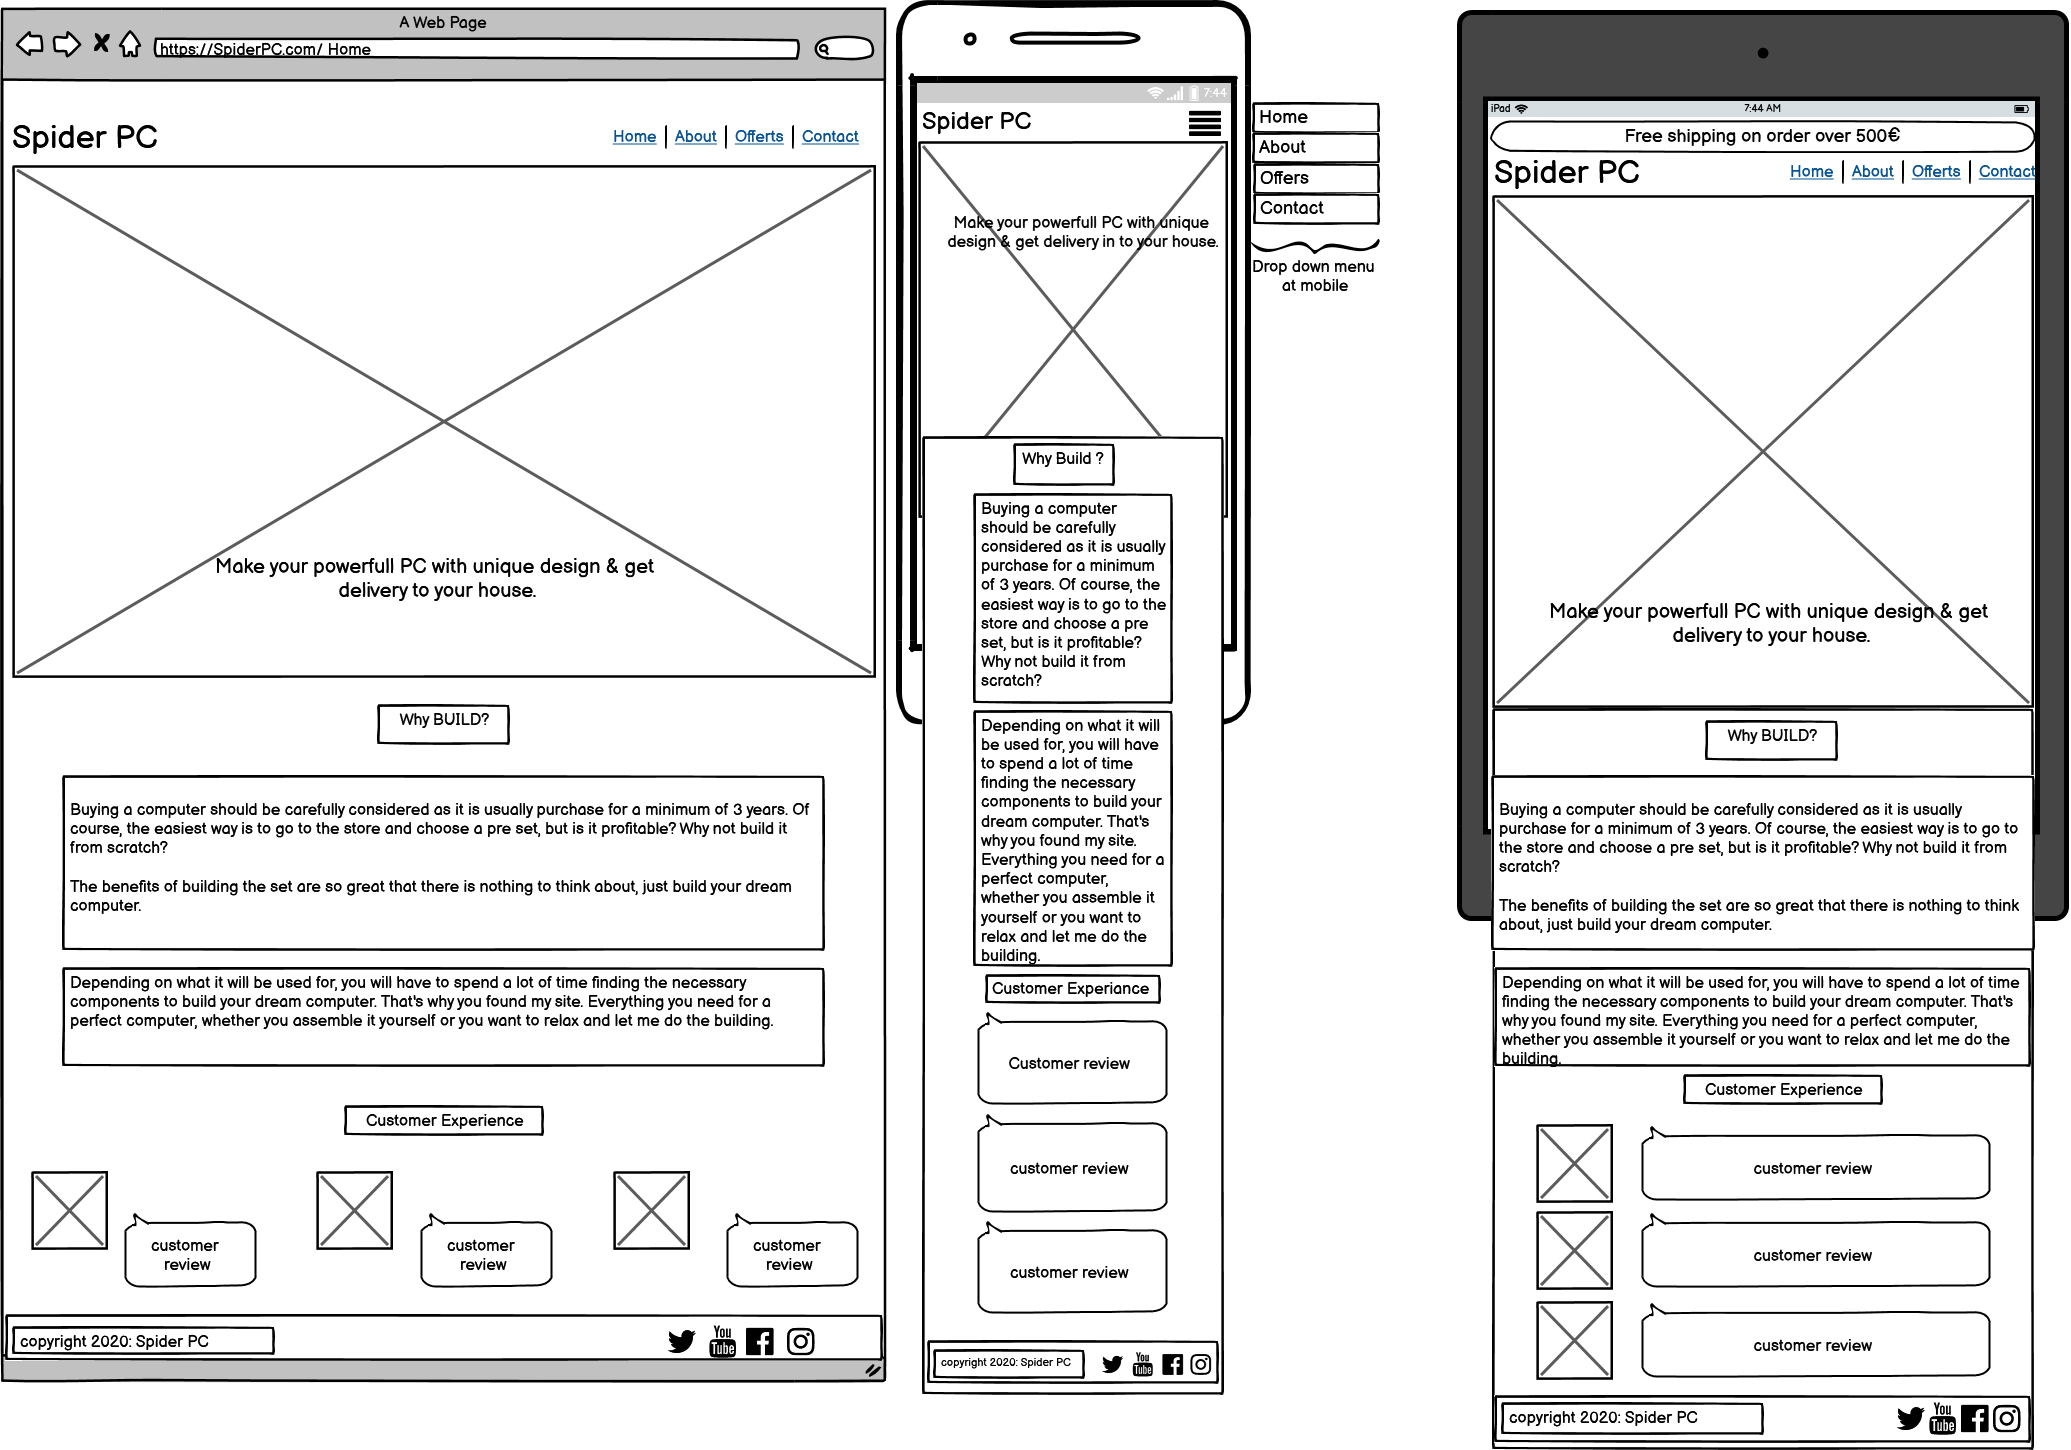 A Web Page
https://SpiderPC.com/ Home
Spider PC
Home | About | Offerts | Contact
Make your powerfull PC with unique design & get
delivery to your house.
Why BUILD?
Buying a computer should be carefully considered as it is usually purchase for a minimum of 3 years. Of
course, the easiest way is to go to the store and choose a pre set, but is it profitable? Why not build it
from scratch?
The benefits of building the set are so great that there is nothing to think about, just build your dream
computer.
Depending on what it will be used for, you will have to spend a lot of time finding the necessary
components to build your dream computer. That's why you found my site. Everything you need for a
perfect computer, whether you assemble it yourself or you want to relax and let me do the building.
Customer Experience
customer
review
customer
review
customer
review
copyright 2020: Spider PC
You
Tube
7:44
Spider PC
Make your powerfull PC with unique
design & get delivery in to your house.
Why Build ?
Buying a computer
should be carefully
considered as it is usually
purchase for a minimum
of 3 years. Of course, the
easiest way is to go to the
store and choose a pre
set, but is it profitable?
Why not build it from
scratch?
Depending on what it will
be used for, you will have
to spend a lot of time
finding the necessary
components to build your
dream computer. That's
why you found my site.
Everything you need for a
perfect computer,
whether you assemble it
yourself or you want to
relax and let me do the
building.
Customer Experiance
Customer review
customer review
customer review
copyright 2020: Spider PC
You
Tube
Home
About
Offers
Contact
Drop down menu
at mobile
iPad 7:44 AM
Free shipping on order over 500€
Spider PC
Home | About | Offerts | Contact
Make your powerfull PC with unique design & get
delivery to your house.
Why BUILD?
Buying a computer should be carefully considered as it is usually
purchase for a minimum of 3 years. Of course, the easiest way is to go to
the store and choose a pre set, but is it profitable? Why not build it from
scratch?
The benefits of building the set are so great that there is nothing to think
about, just build your dream computer.
Depending on what it will be used for, you will have to spend a lot of time
finding the necessary components to build your dream computer. That's
why you found my site. Everything you need for a perfect computer,
whether you assemble it yourself or you want to relax and let me do the
building.
Customer Experience
customer review
customer review
customer review
copyright 2020: Spider PC
You
Tube